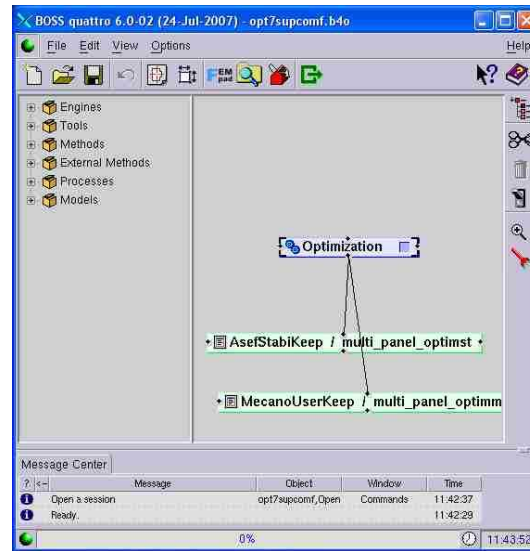 BOSS quattro 6.0-02 (24-Jul-2007) - opt7supcomf.b4o
File Edit View Options Help
FEM pad
Engines
Tools
Methods
External Methods
Processes
Models
Optimization
AsefStabiKeep / multi_panel_optimst
MecanoUserKeep / multi_panel_optimm
Message Center
? <- Message Object Window Time
Open a session opt7supcomf,Open Commands 11:42:37
Ready. 11:42:29
0% 11:43:52